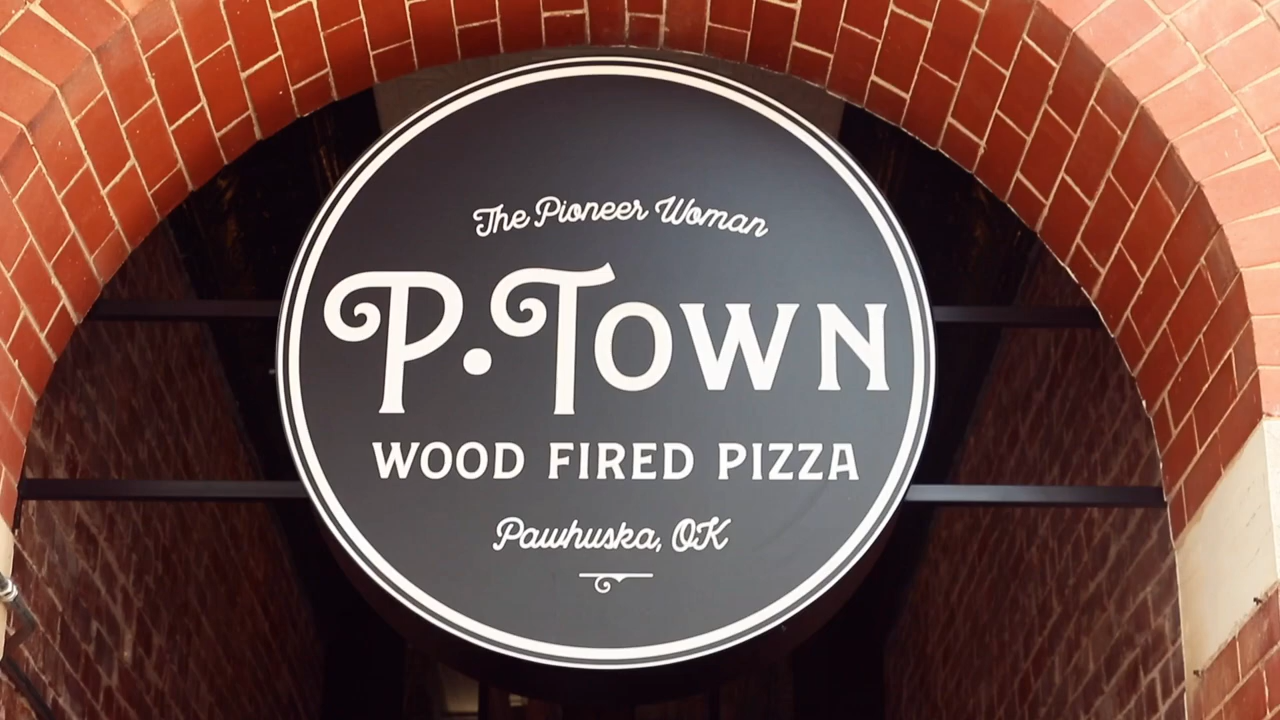 The Pioneer Woman
P. TOWN
WOOD FIRED PIZZA
Pawhuska, OK